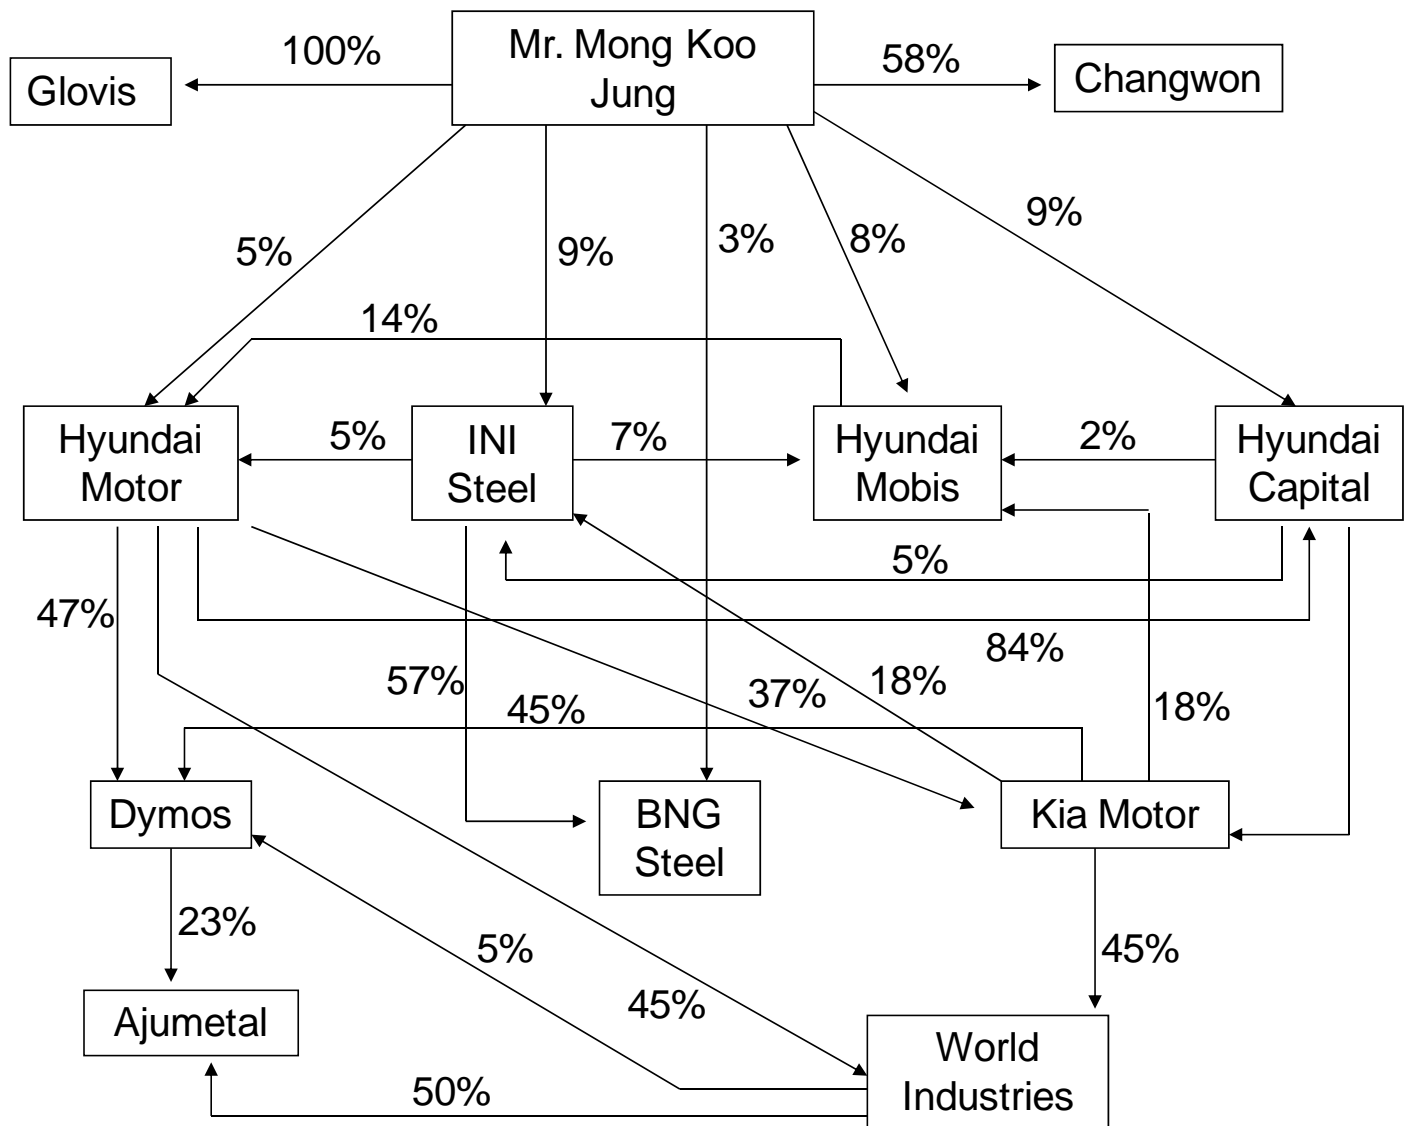 Mr. Mong Koo
Jung
100%
58%
Glovis
Changwon
5%
9%
3%
8%
9%
14%
Hyundai
Motor
5%
INI
Steel
7%
Hyundai
Mobis
2%
Hyundai
Capital
5%
47%
84%
57%
45%
37%
18%
18%
Dymos
BNG
Steel
Kia Motor
23%
5%
45%
45%
Ajumetal
World
Industries
50%